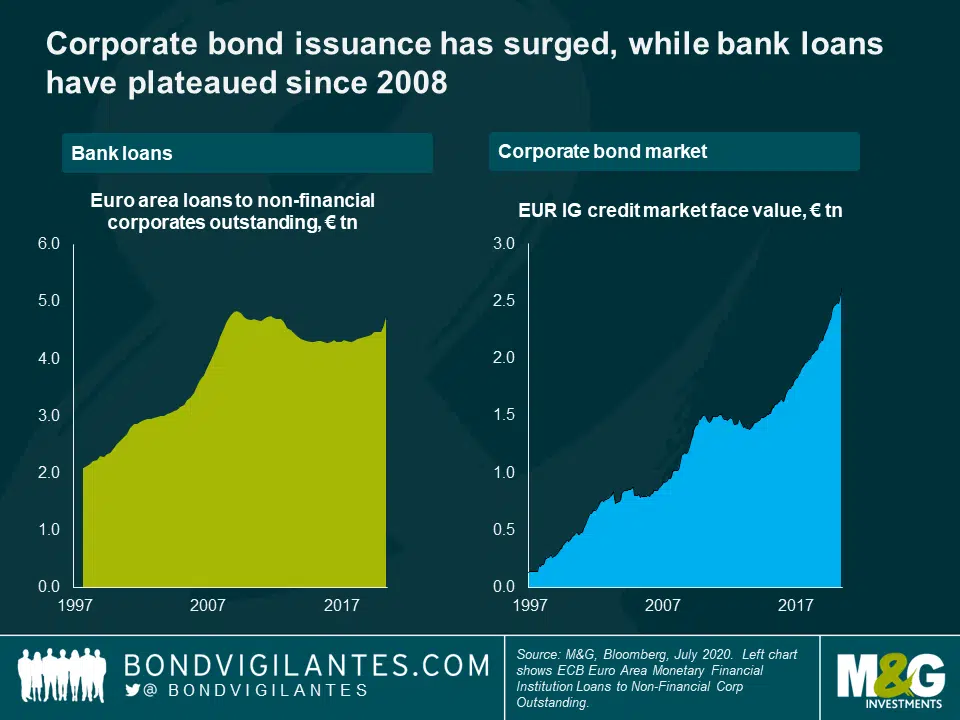 Corporate bond issuance has surged, while bank loans
have plateaued since 2008
Bank loans
Euro area loans to non-financial
corporates outstanding, € tn
6.0
5.0
4.0
3.0
2.0
1.0
0.0
1997
2007
2017
Corporate bond market
EUR IG credit market face value, € tn
3.0
2.5
2.0
1.5
1.0
0.5
0.0
1997
2007
2017
BONDVIGILANTES.COM
@ BONDVIGILANTES
Source: M&G, Bloomberg, July 2020. Left chart
shows ECB Euro Area Monetary Financial
Institution Loans to Non-Financial Corp
Outstanding.
M&G
INVESTMENTS